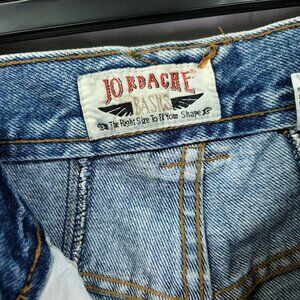 JORDACHE
BASICS
The Right Size To Fit Your Shape